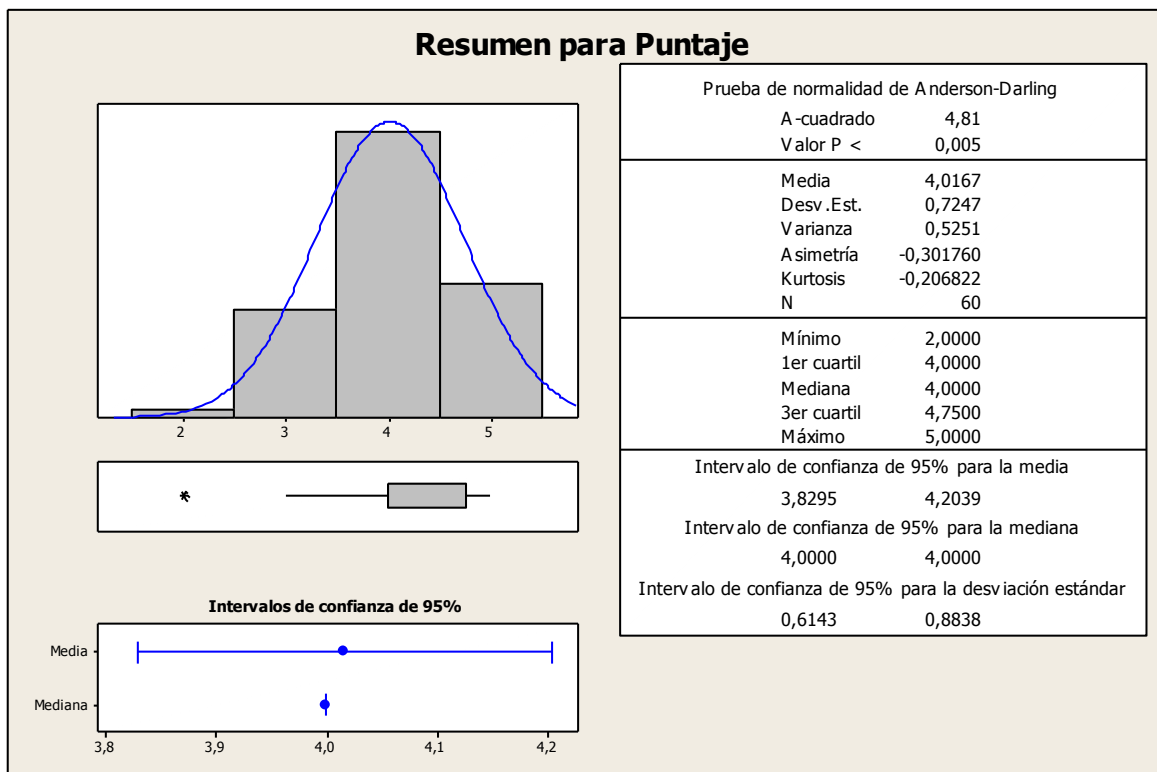 Resumen para Puntaje
2 3 4 5
Intervalos de confianza de 95%
Media
Mediana
3,8 3,9 4,0 4,1 4,2
Prueba de normalidad de Anderson-Darling
A-cuadrado 4,81
Valor P < 0,005
Media 4,0167
Desv.Est. 0,7247
Varianza 0,5251
Asimetría -0,301760
Kurtosis -0,206822
N 60
Mínimo 2,0000
1er cuartil 4,0000
Mediana 4,0000
3er cuartil 4,7500
Máximo 5,0000
Intervalo de confianza de 95% para la media
3,8295 4,2039
Intervalo de confianza de 95% para la mediana
4,0000 4,0000
Intervalo de confianza de 95% para la desviación estándar
0,6143 0,8838